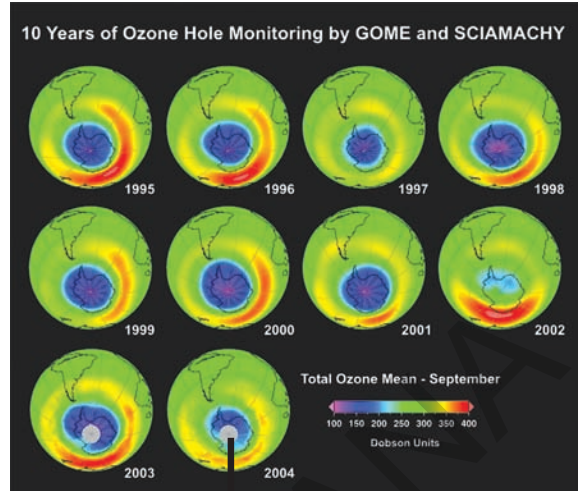 10 Years of Ozone Hole Monitoring by GOME and SCIAMACHY
1995 1996 1997 1998
1999 2000 2001 2002
Total Ozone Mean - September
100 150 200 250 300 350 400
Dobson Units
2003 2004